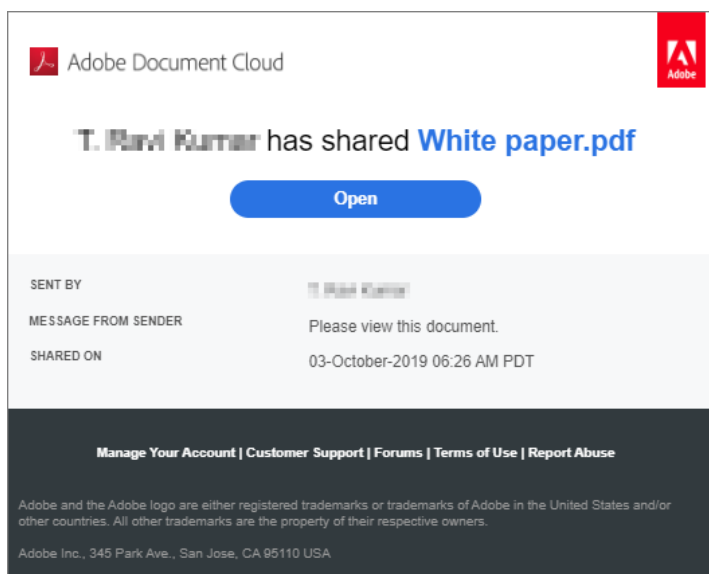 Adobe Document Cloud
Adobe
T. has shared White paper.pdf
Open
SENT BY
MESSAGE FROM SENDER Please view this document.
SHARED ON 03-October-2019 06:26 AM PDT
Manage Your Account | Customer Support | Forums | Terms of Use | Report Abuse
Adobe and the Adobe logo are either registered trademarks or trademarks of Adobe in the United States and/or
other countries. All other trademarks are the property of their respective owners.
Adobe Inc., 345 Park Ave., San Jose, CA 95110 USA